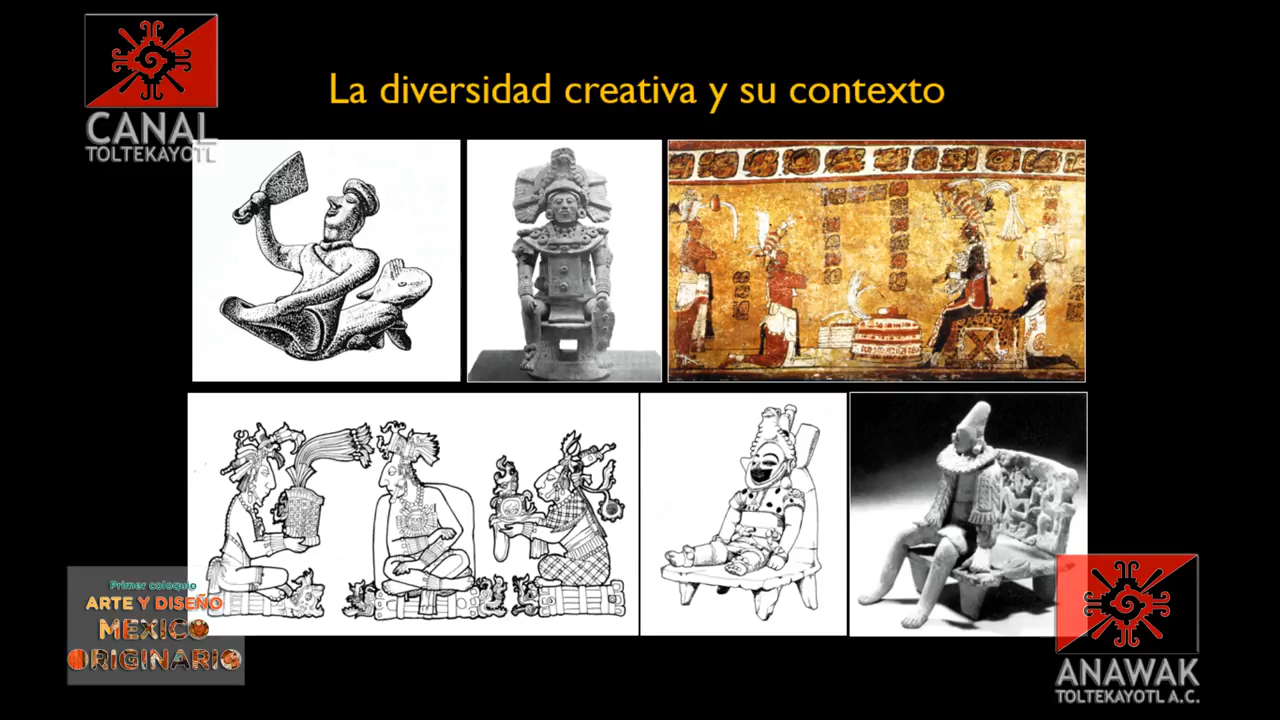 La diversidad creativa y su contexto
CANAL
TOLTEKAYOTL
Primer coloquio
ARTE Y DISEÑO
MEXICO
ORIGINARIO
ANAWAK
TOLTEKAYOTL A.C.